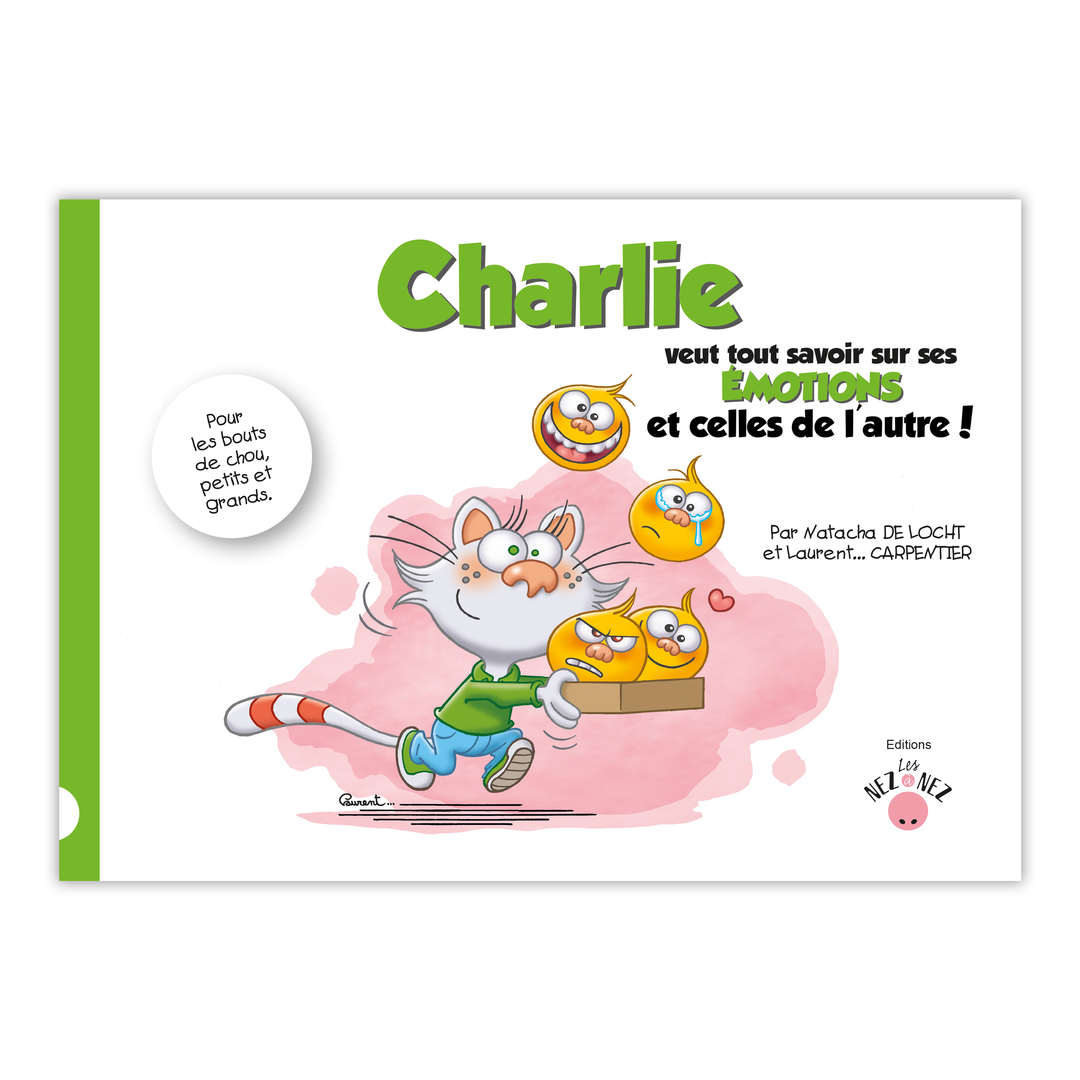 Charlie
veut tout savoir sur ses
ÉMOTIONS
et celles de l'autre !
Pour
les bouts
de chou,
petits et
grands.
Par Natacha DE LOCHT
et Laurent... CARPENTIER
Laurent...
Editions
Les
NEZ à NEZ